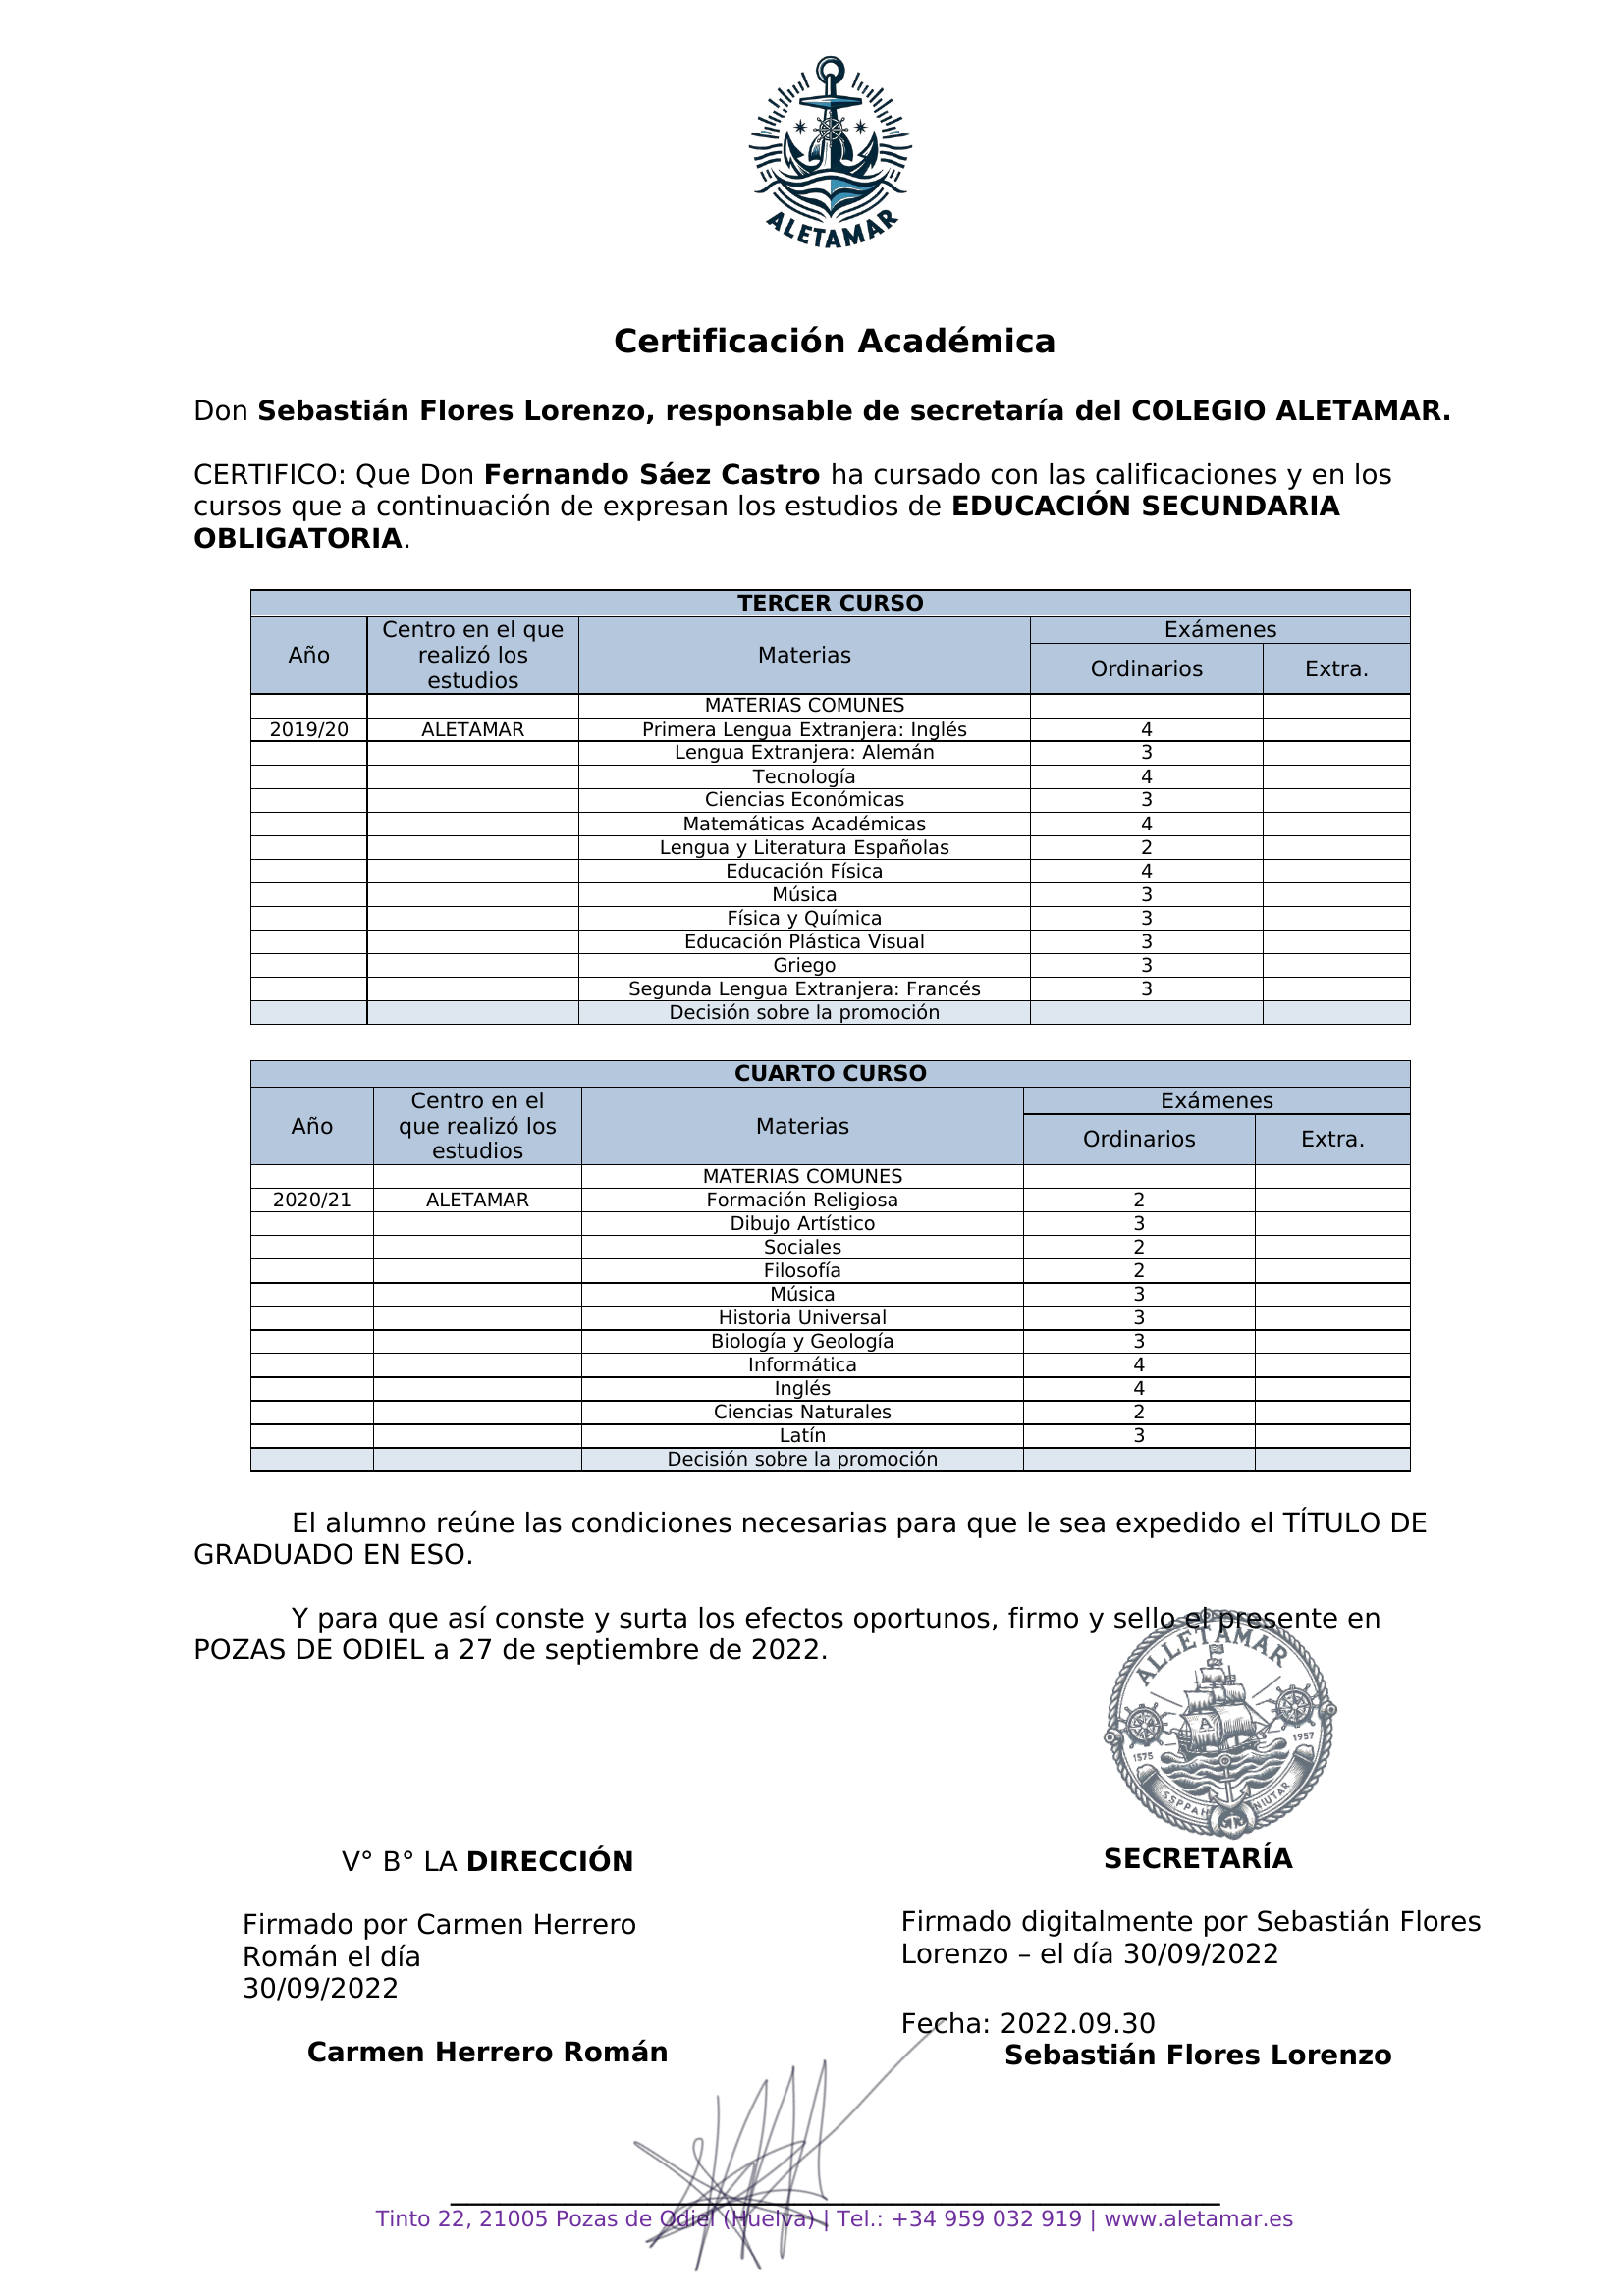 ALETAMAR
Certificación Académica
Don Sebastián Flores Lorenzo, responsable de secretaría del COLEGIO ALETAMAR.
CERTIFICO: Que Don Fernando Sáez Castro ha cursado con las calificaciones y en los
cursos que a continuación de expresan los estudios de EDUCACIÓN SECUNDARIA
OBLIGATORIA.
TERCER CURSO
Año Centro en el que realizó los estudios Materias Exámenes
Ordinarios Extra.
MATERIAS COMUNES
2019/20 ALETAMAR Primera Lengua Extranjera: Inglés 4
Lengua Extranjera: Alemán 3
Tecnología 4
Ciencias Económicas 3
Matemáticas Académicas 4
Lengua y Literatura Españolas 2
Educación Física 4
Música 3
Física y Química 3
Educación Plástica Visual 3
Griego 3
Segunda Lengua Extranjera: Francés 3
Decisión sobre la promoción
CUARTO CURSO
Año Centro en el que realizó los estudios Materias Exámenes
Ordinarios Extra.
MATERIAS COMUNES
2020/21 ALETAMAR Formación Religiosa 2
Dibujo Artístico 3
Sociales 2
Filosofía 2
Música 3
Historia Universal 3
Biología y Geología 3
Informática 4
Inglés 4
Ciencias Naturales 2
Latín 3
Decisión sobre la promoción
El alumno reúne las condiciones necesarias para que le sea expedido el TÍTULO DE
GRADUADO EN ESO.
Y para que así conste y surta los efectos oportunos, firmo y sello el presente en
POZAS DE ODIEL a 27 de septiembre de 2022.
ALLETAMAR
A
1575 1957
SSPPAH NIUTAR
V° B° LA DIRECCIÓN
Firmado por Carmen Herrero
Román el día
30/09/2022
Carmen Herrero Román
SECRETARÍA
Firmado digitalmente por Sebastián Flores
Lorenzo – el día 30/09/2022
Fecha: 2022.09.30
Sebastián Flores Lorenzo
Tinto 22, 21005 Pozas de Odiel (Huelva) | Tel.: +34 959 032 919 | www.aletamar.es